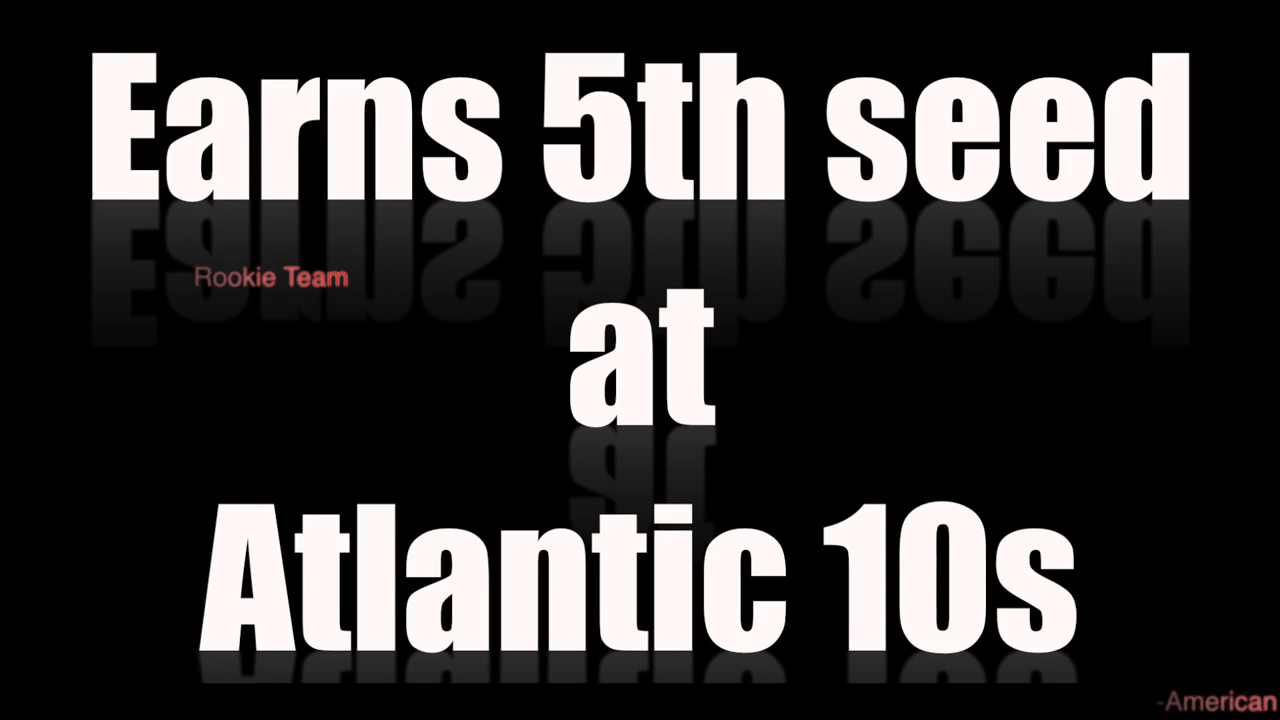 Earns 5th seed
Rookie Team
at
Atlantic 10s
-American